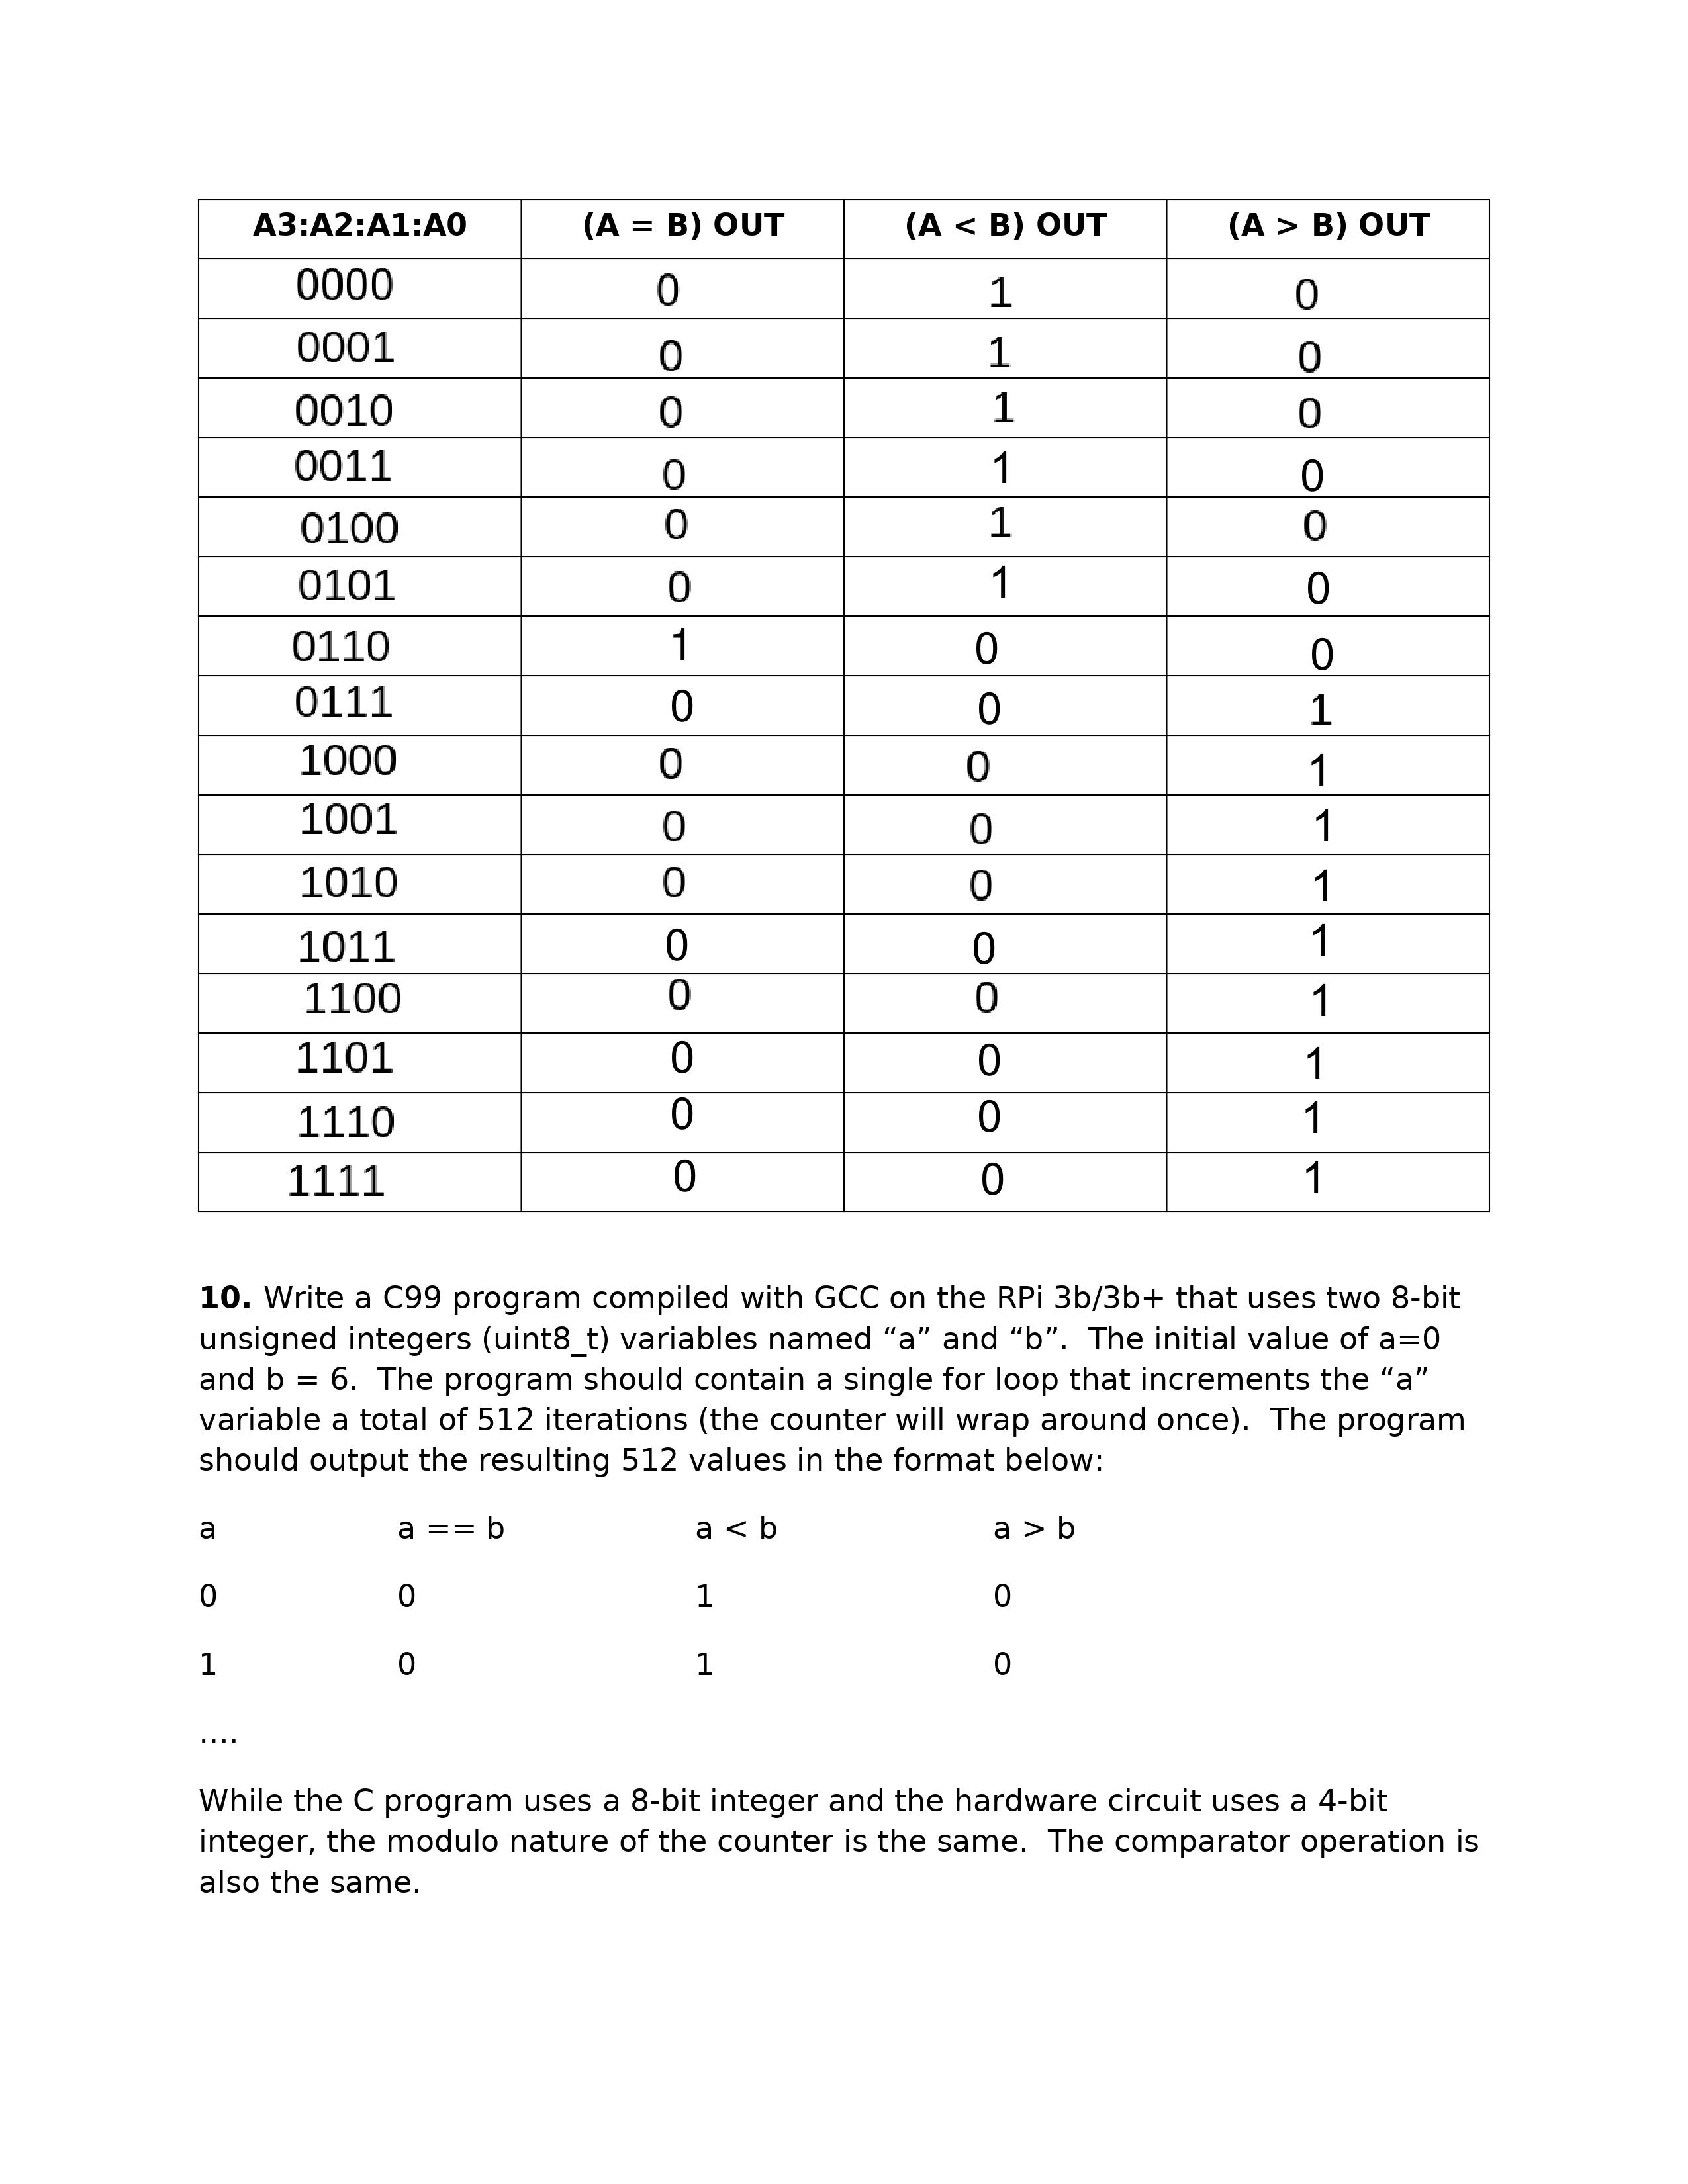 A3:A2:A1:A0 (A = B) OUT (A < B) OUT (A > B) OUT
0000 0 1 0
0001 0 1 0
0010 0 1 0
0011 0 1 0
0100 0 1 0
0101 0 1 0
0110 1 0 0
0111 0 0 1
1000 0 0 1
1001 0 0 1
1010 0 0 1
1011 0 0 1
1100 0 0 1
1101 0 0 1
1110 0 0 1
1111 0 0 1
10. Write a C99 program compiled with GCC on the RPi 3b/3b+ that uses two 8-bit
unsigned integers (uint8_t) variables named “a” and “b”.  The initial value of a=0
and b = 6.  The program should contain a single for loop that increments the “a”
variable a total of 512 iterations (the counter will wrap around once).  The program
should output the resulting 512 values in the format below:
a a == b a < b a > b
0 0 1 0
1 0 1 0
....
While the C program uses a 8-bit integer and the hardware circuit uses a 4-bit
integer, the modulo nature of the counter is the same.  The comparator operation is
also the same.